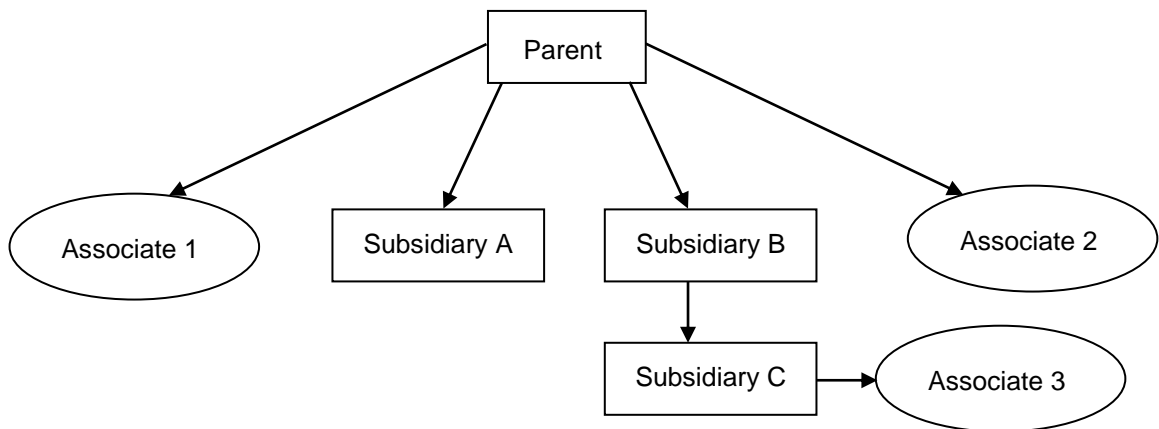 Parent
Associate 1
Subsidiary A
Subsidiary B
Associate 2
Subsidiary C
Associate 3